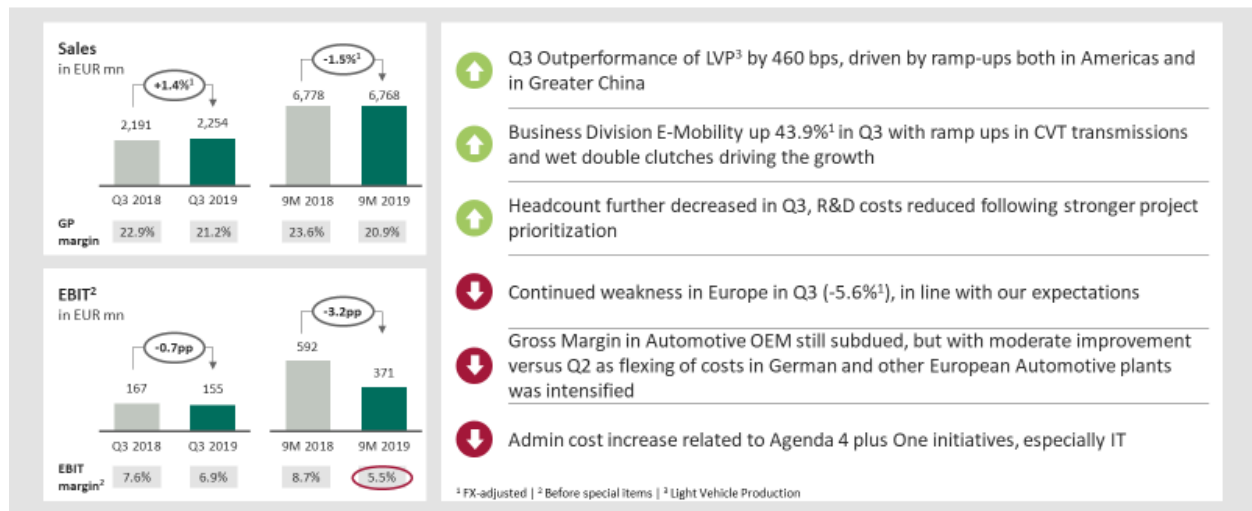 Sales
in EUR mn
+1.4%¹
-1.5%¹
2,191
2,254
6,778
6,768
Q3 2018
Q3 2019
9M 2018
9M 2019
GP
margin
22.9%
21.2%
23.6%
20.9%
EBIT²
in EUR mn
-0.7pp
-3.2pp
167
155
592
371
Q3 2018
Q3 2019
9M 2018
9M 2019
EBIT
margin²
7.6%
6.9%
8.7%
5.5%
Q3 Outperformance of LVP³ by 460 bps, driven by ramp-ups both in Americas and
in Greater China
Business Division E-Mobility up 43.9%¹ in Q3 with ramp ups in CVT transmissions
and wet double clutches driving the growth
Headcount further decreased in Q3, R&D costs reduced following stronger project
prioritization
Continued weakness in Europe in Q3 (-5.6%¹), in line with our expectations
Gross Margin in Automotive OEM still subdued, but with moderate improvement
versus Q2 as flexing of costs in German and other European Automotive plants
was intensified
Admin cost increase related to Agenda 4 plus One initiatives, especially IT
¹ FX-adjusted | ² Before special items | ³ Light Vehicle Production